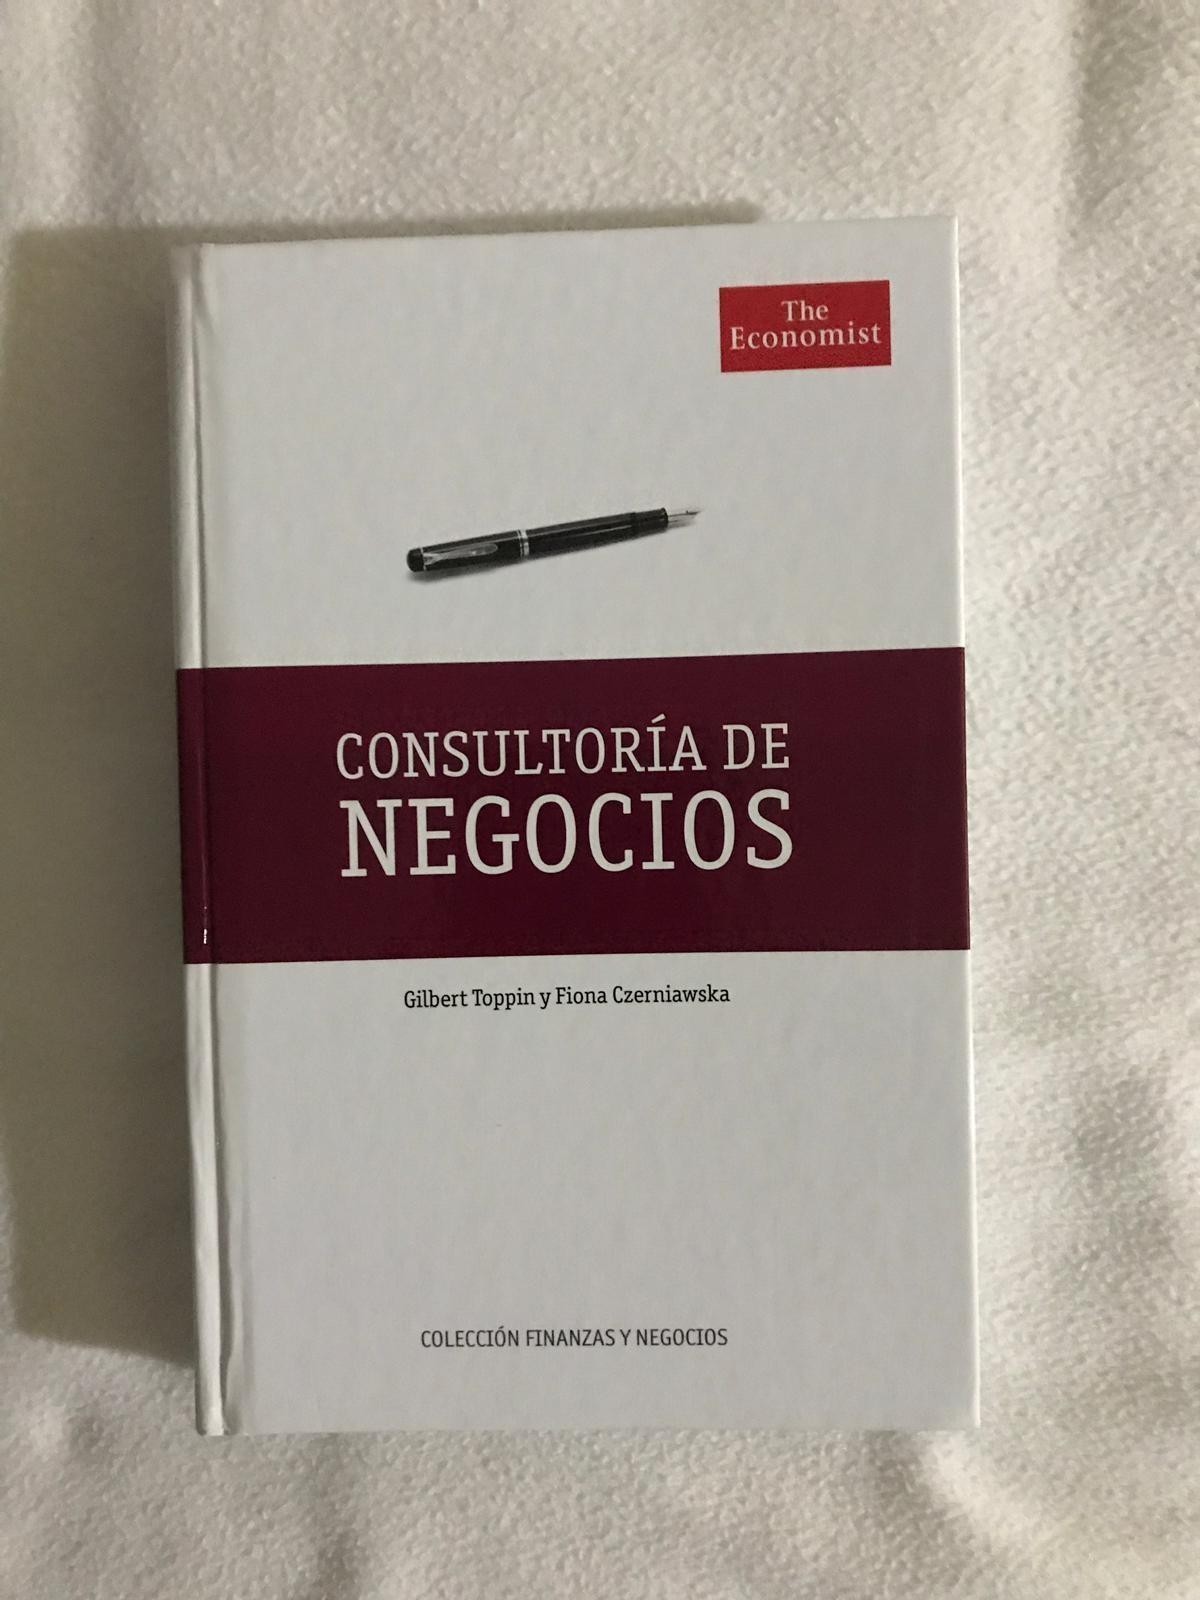 The
Economist
CONSULTORÍA DE
NEGOCIOS
Gilbert Toppin y Fiona Czerniawska
COLECCIÓN FINANZAS Y NEGOCIOS